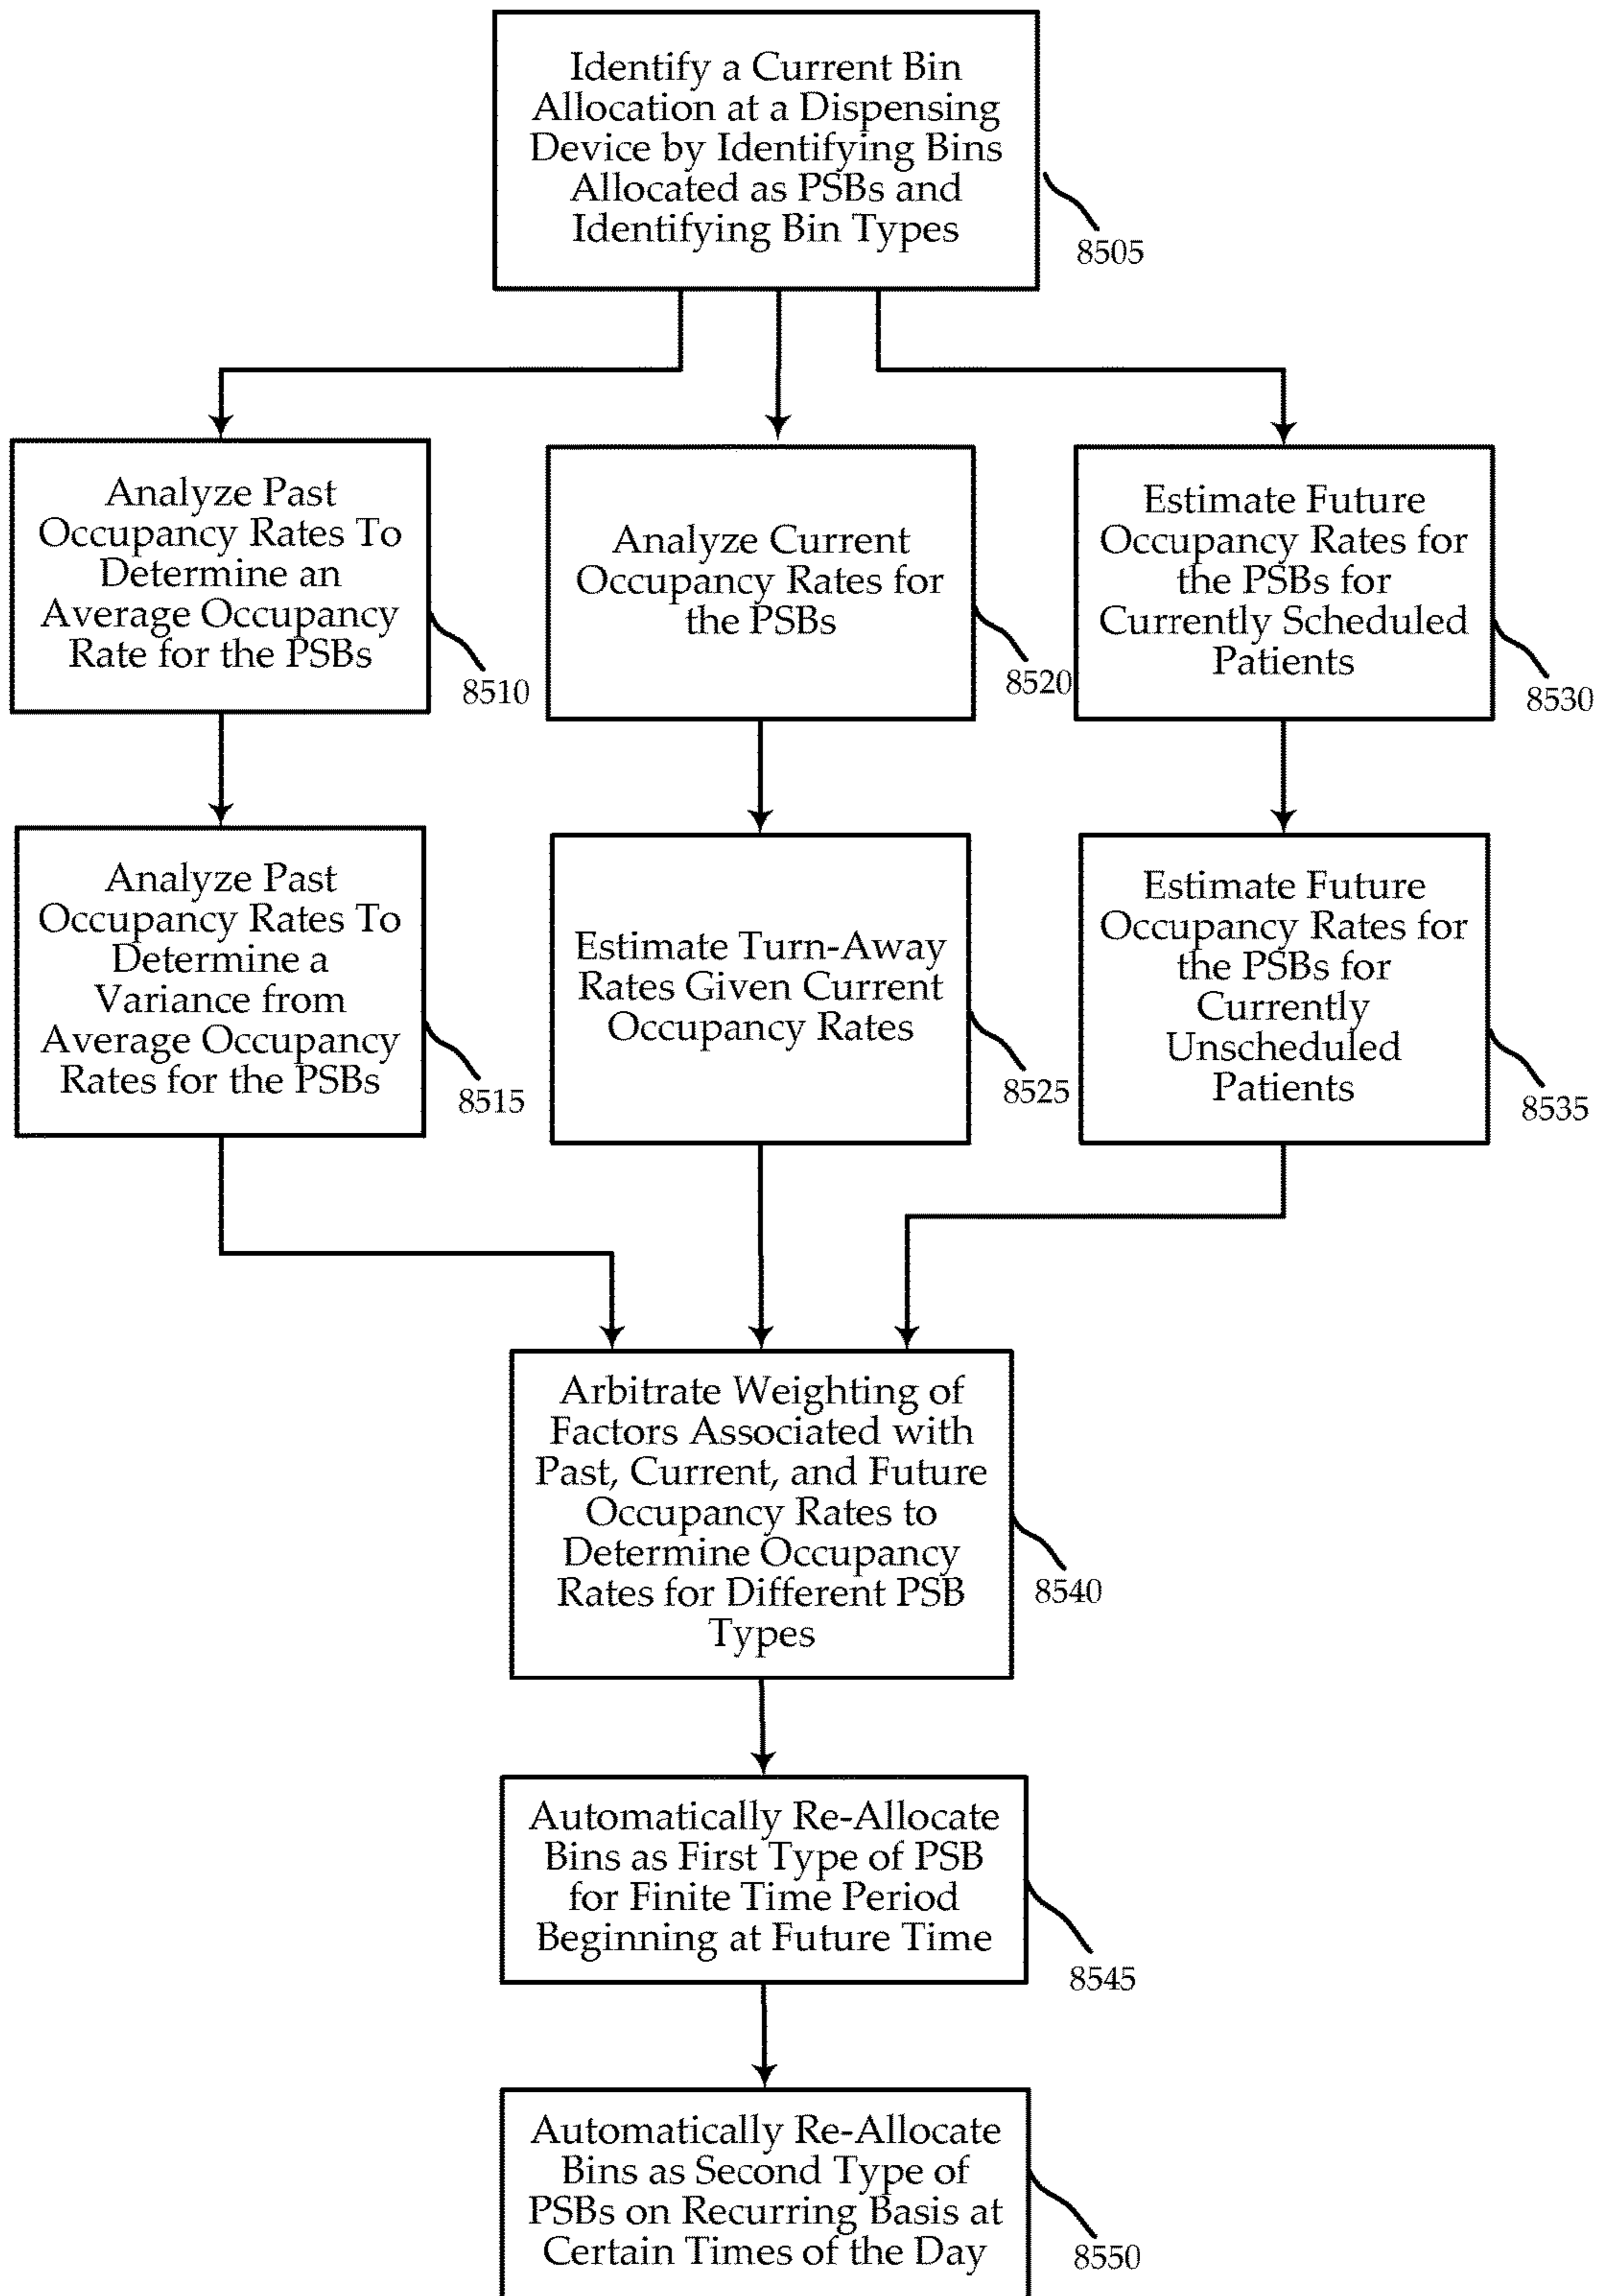 Identify a Current Bin
Allocation at a Dispensing
Device by Identifying Bins
Allocated as PSBs and
Identifying Bin Types
8505
Analyze Past
Occupancy Rates To
Determine an
Average Occupancy
Rate for the PSBs
8510
Analyze Current
Occupancy Rates for
the PSBs
8520
Estimate Future
Occupancy Rates for
the PSBs for
Currently Scheduled
Patients
8530
Analyze Past
Occupancy Rates To
Determine a
Variance from
Average Occupancy
Rates for the PSBs
8515
Estimate Turn-Away
Rates Given Current
Occupancy Rates
8525
Estimate Future
Occupancy Rates for
the PSBs for
Currently
Unscheduled
Patients
8535
Arbitrate Weighting of
Factors Associated with
Past, Current, and Future
Occupancy Rates to
Determine Occupancy
Rates for Different PSB
Types
8540
Automatically Re-Allocate
Bins as First Type of PSB
for Finite Time Period
Beginning at Future Time
8545
Automatically Re-Allocate
Bins as Second Type of
PSBs on Recurring Basis at
Certain Times of the Day
8550